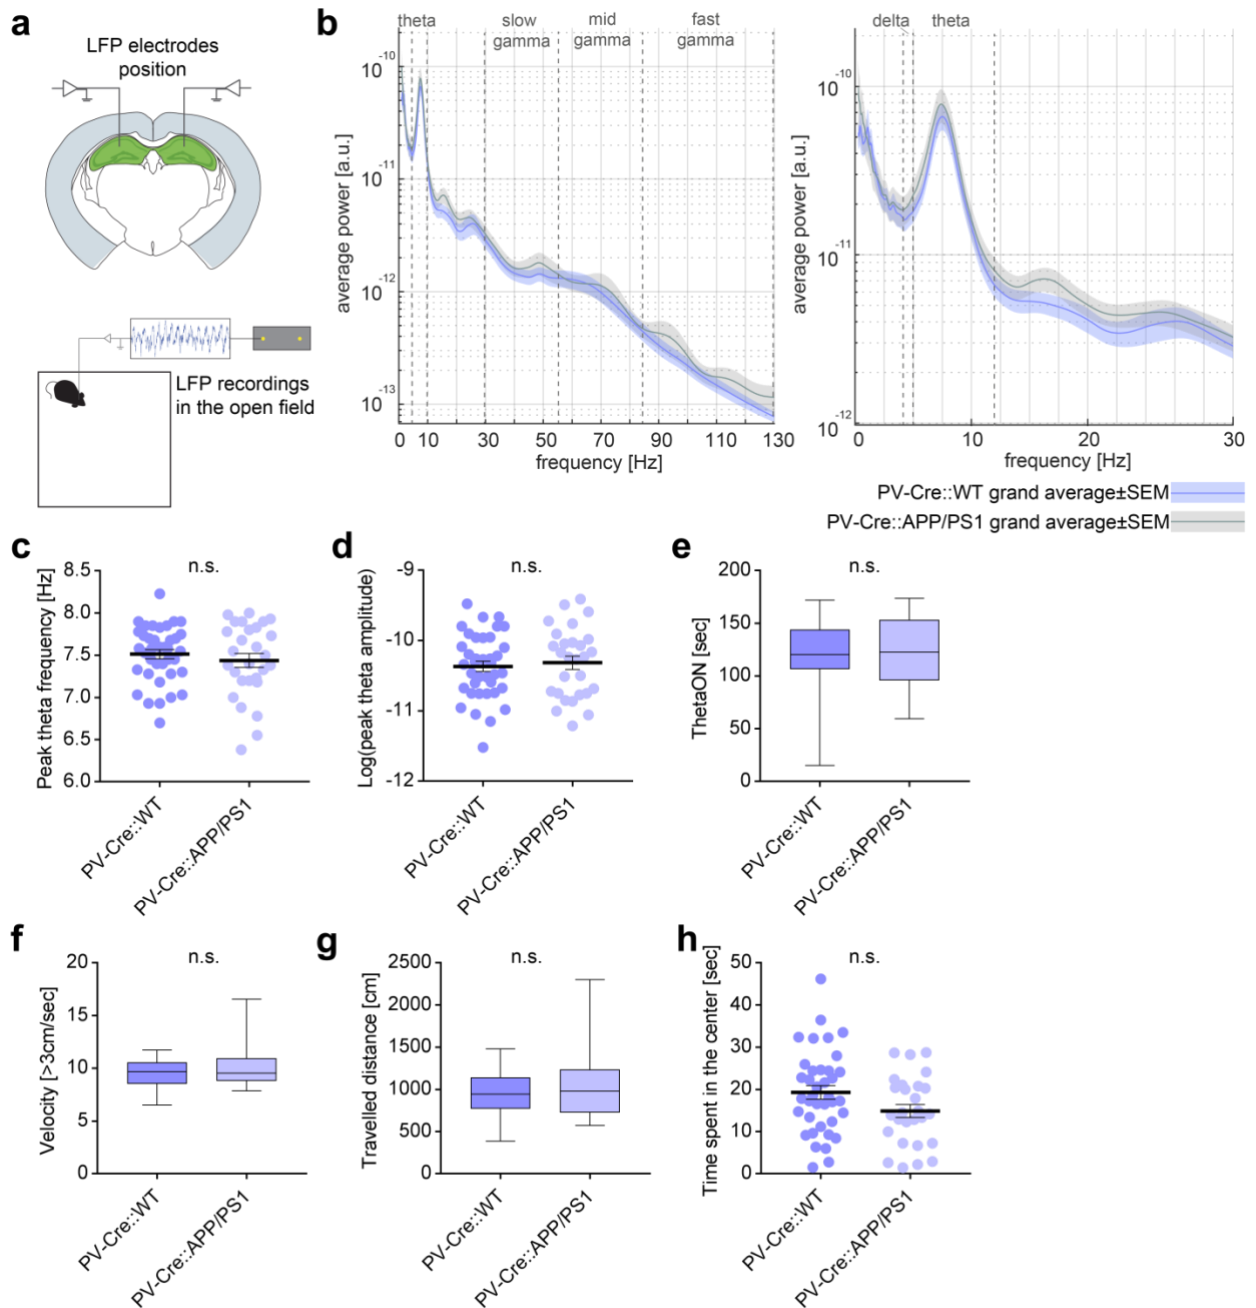 a
LFP electrodes
position
LFP recordings
in the open field
b
theta
slow
gamma
mid
gamma
fast
gamma
average power [a.u.]
10-10
10-11
10-12
10-13
0 10 30 50 70 90 110 130
frequency [Hz]
delta theta
average power [a.u.]
10-10
10-11
10-12
0 10 20 30
frequency [Hz]
PV-Cre::WT grand average±SEM
PV-Cre::APP/PS1 grand average±SEM
c
n.s.
Peak theta frequency [Hz]
8.5
8.0
7.5
7.0
6.5
6.0
PV-Cre::WT
PV-Cre::APP/PS1
d
n.s.
Log(peak theta amplitude)
-9
-10
-11
-12
PV-Cre::WT
PV-Cre::APP/PS1
e
n.s.
ThetaON [sec]
200
150
100
50
0
PV-Cre::WT
PV-Cre::APP/PS1
f
n.s.
Velocity [>3cm/sec]
20
15
10
5
0
PV-Cre::WT
PV-Cre::APP/PS1
g
n.s.
Travelled distance [cm]
2500
2000
1500
1000
500
0
PV-Cre::WT
PV-Cre::APP/PS1
h
n.s.
Time spent in the center [sec]
50
40
30
20
10
0
PV-Cre::WT
PV-Cre::APP/PS1